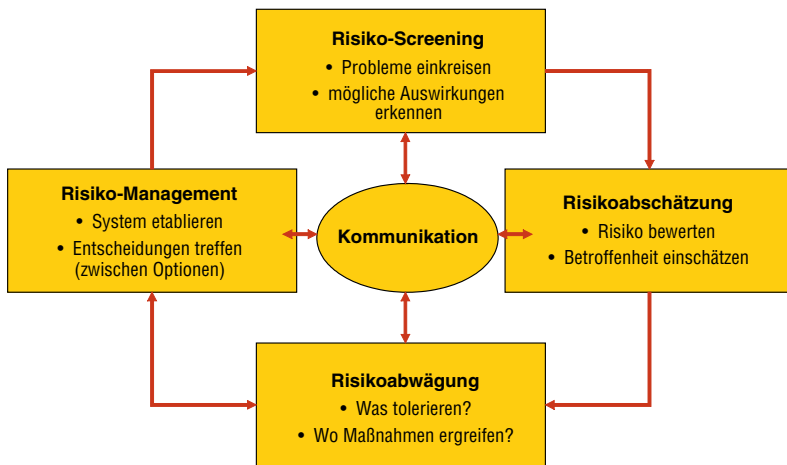 Risiko-Screening
• Probleme einkreisen
• mögliche Auswirkungen
erkennen
Risiko-Management
• System etablieren
• Entscheidungen treffen
(zwischen Optionen)
Kommunikation
Risikoabschätzung
• Risiko bewerten
• Betroffenheit einschätzen
Risikoabwägung
• Was tolerieren?
• Wo Maßnahmen ergreifen?